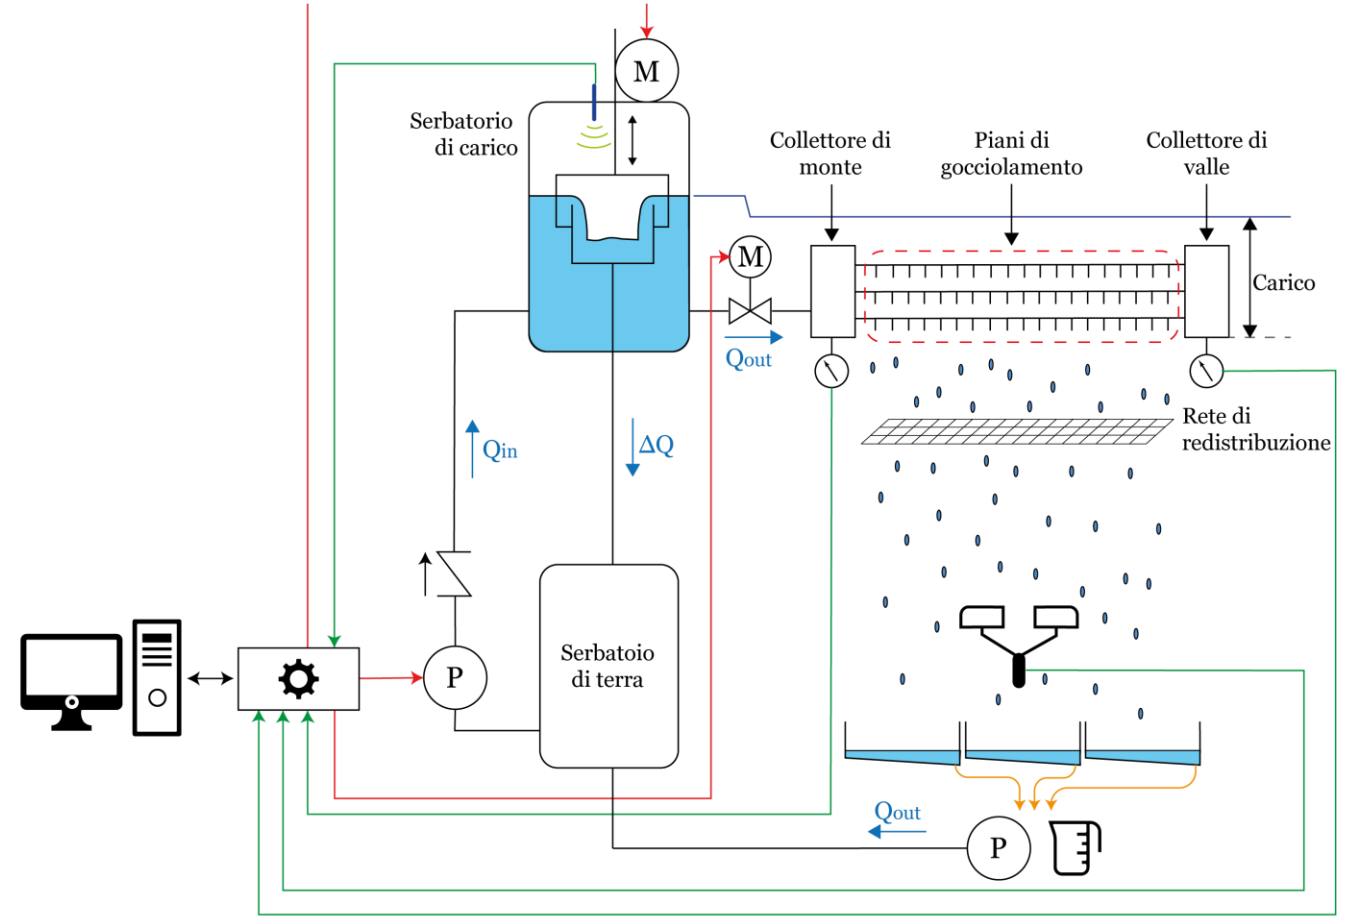 M
Serbatorio
di carico
Collettore di
monte
Piani di
gocciolamento
Collettore di
valle
M
Carico
Qout
Rete di
redistribuzione
Qin
ΔQ
Serbatoio
di terra
P
Qout
P